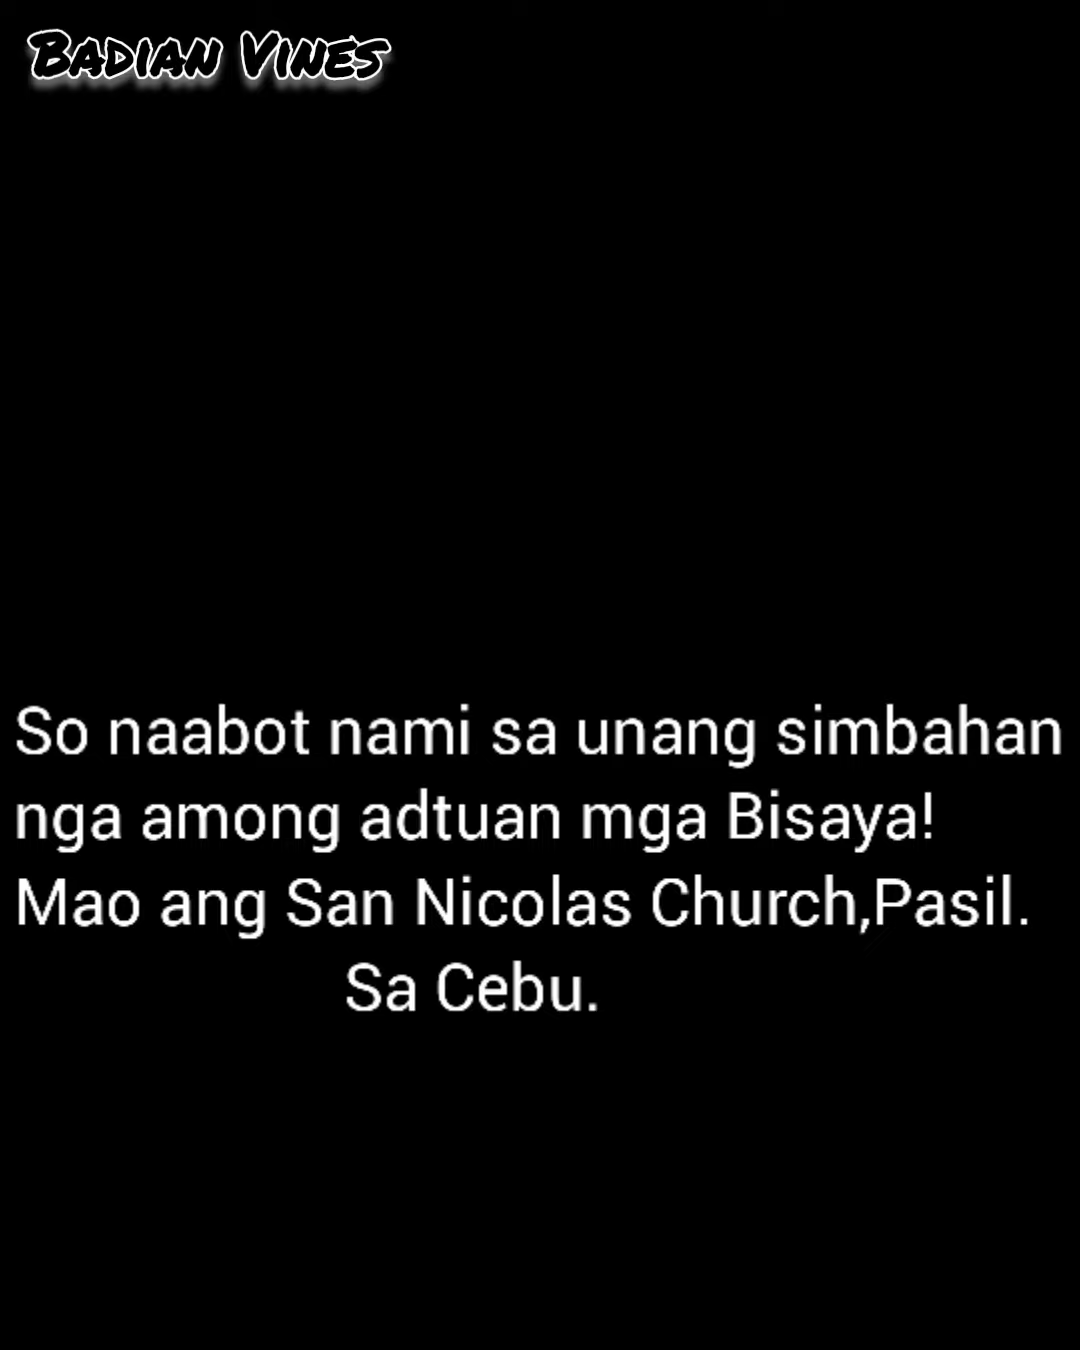 BADIAN VINES
So naabot nami sa unang simbahan
nga among adtuan mga Bisaya!
Mao ang San Nicolas Church,Pasil.
Sa Cebu.